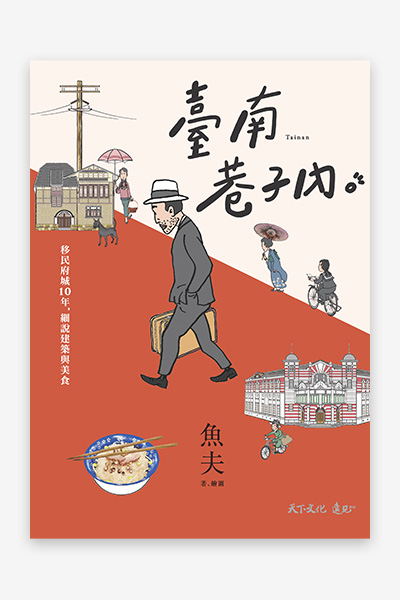 臺南
Tainan
巷子內。
移民府城10年，細說建築與美食
魚夫
著、繪圖
天下文化 遠見